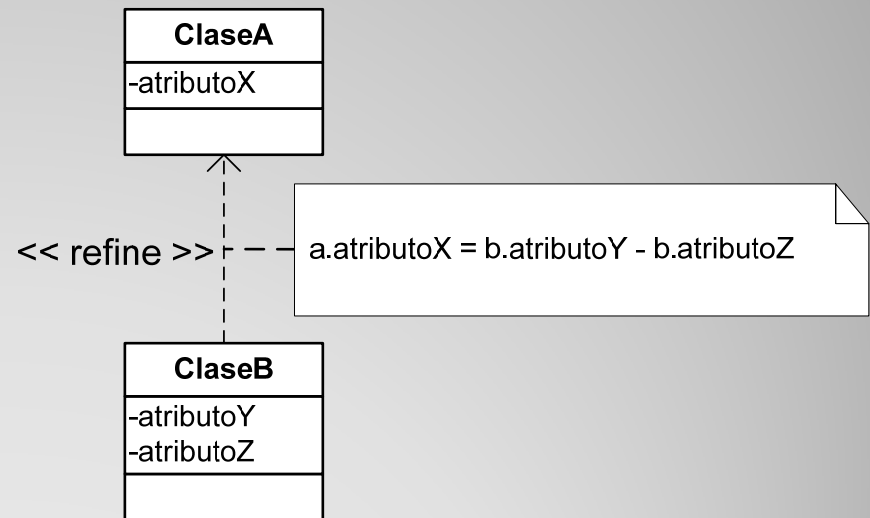 ClaseA
-atributoX
<< refine >>
a.atributoX = b.atributoY - b.atributoZ
ClaseB
-atributoY
-atributoZ